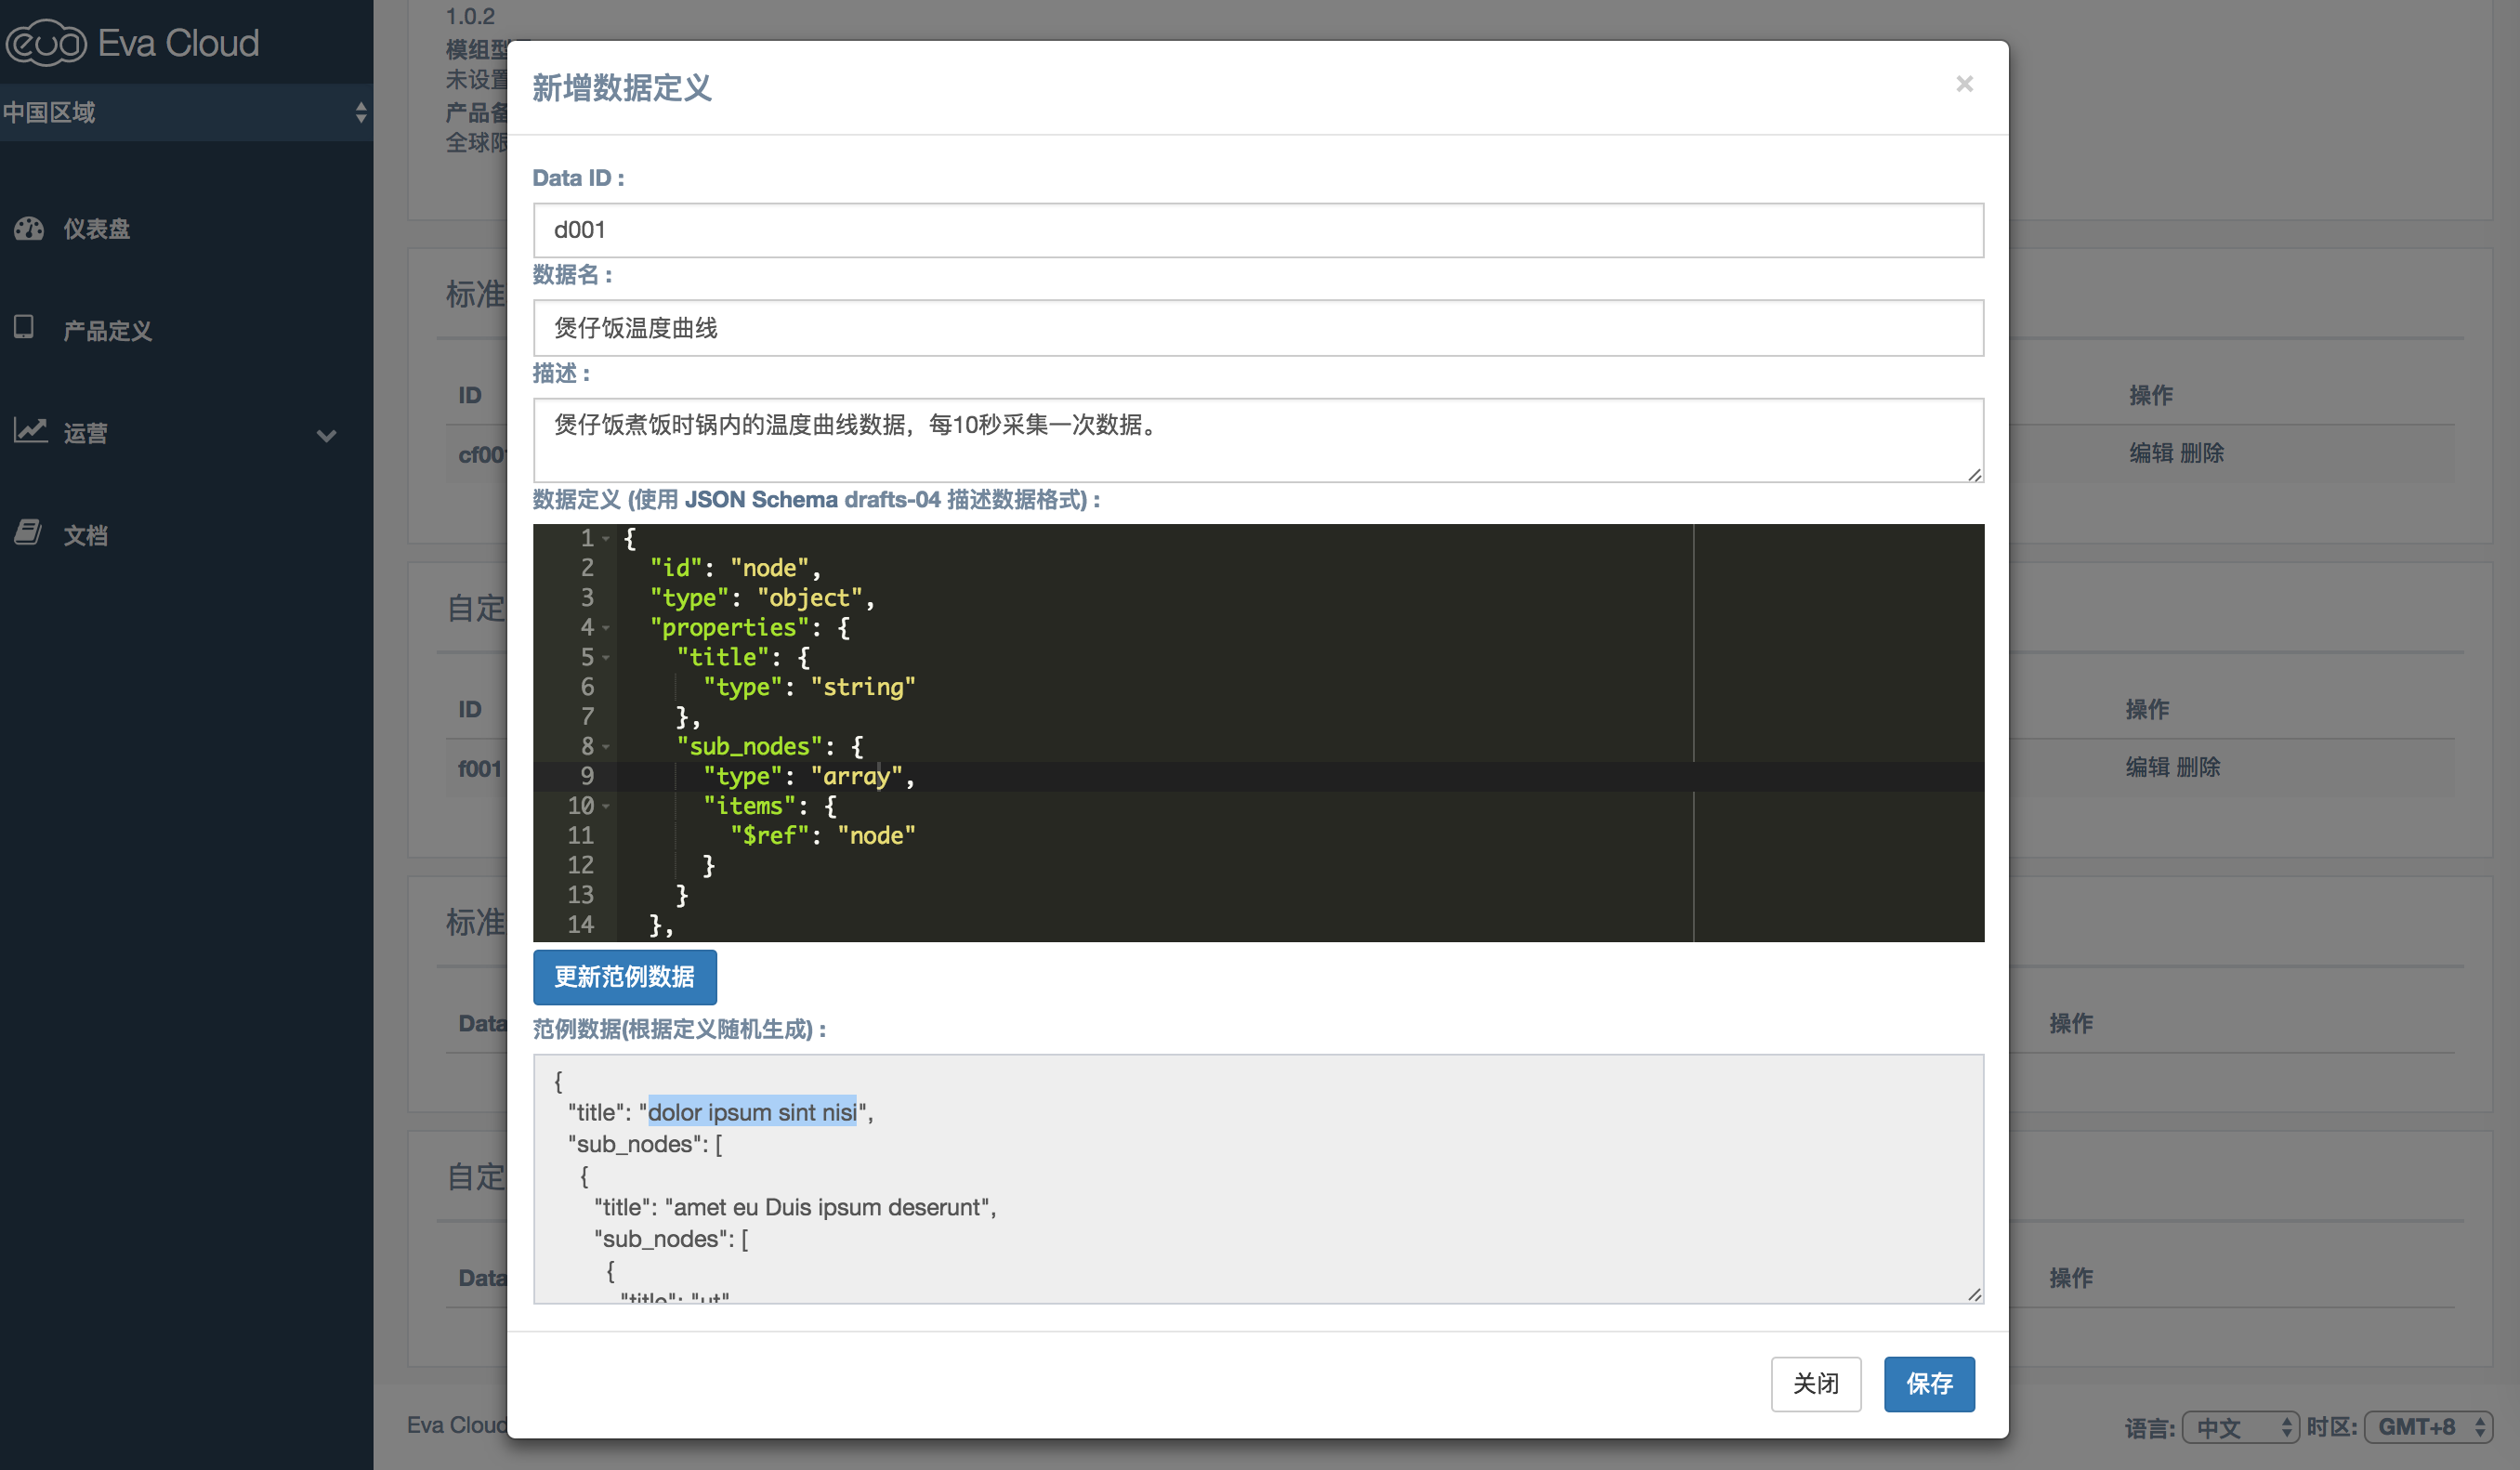 eva Eva Cloud
中国区域
仪表盘
产品定义
运营
文档
1.0.2
模组型
未设置
产品备
全球限
标准
ID
操作
cf001
编辑 删除
自定
ID
操作
f001
编辑 删除
标准
Data
操作
自定
Data
操作
Eva Cloud
语言: 中文 时区: GMT+8
新增数据定义
×
Data ID :
d001
数据名 :
煲仔饭温度曲线
描述 :
煲仔饭煮饭时锅内的温度曲线数据，每10秒采集一次数据。
数据定义 (使用 JSON Schema drafts-04 描述数据格式) :
1 {
2 "id": "node",
3 "type": "object",
4 "properties": {
5 "title": {
6 "type": "string"
7 },
8 "sub_nodes": {
9 "type": "array",
10 "items": {
11 "$ref": "node"
12 }
13 }
14 },
更新范例数据
范例数据(根据定义随机生成) :
{
"title": "dolor ipsum sint nisi",
"sub_nodes": [
{
"title": "amet eu Duis ipsum deserunt",
"sub_nodes": [
{
"title": "ut"
关闭
保存